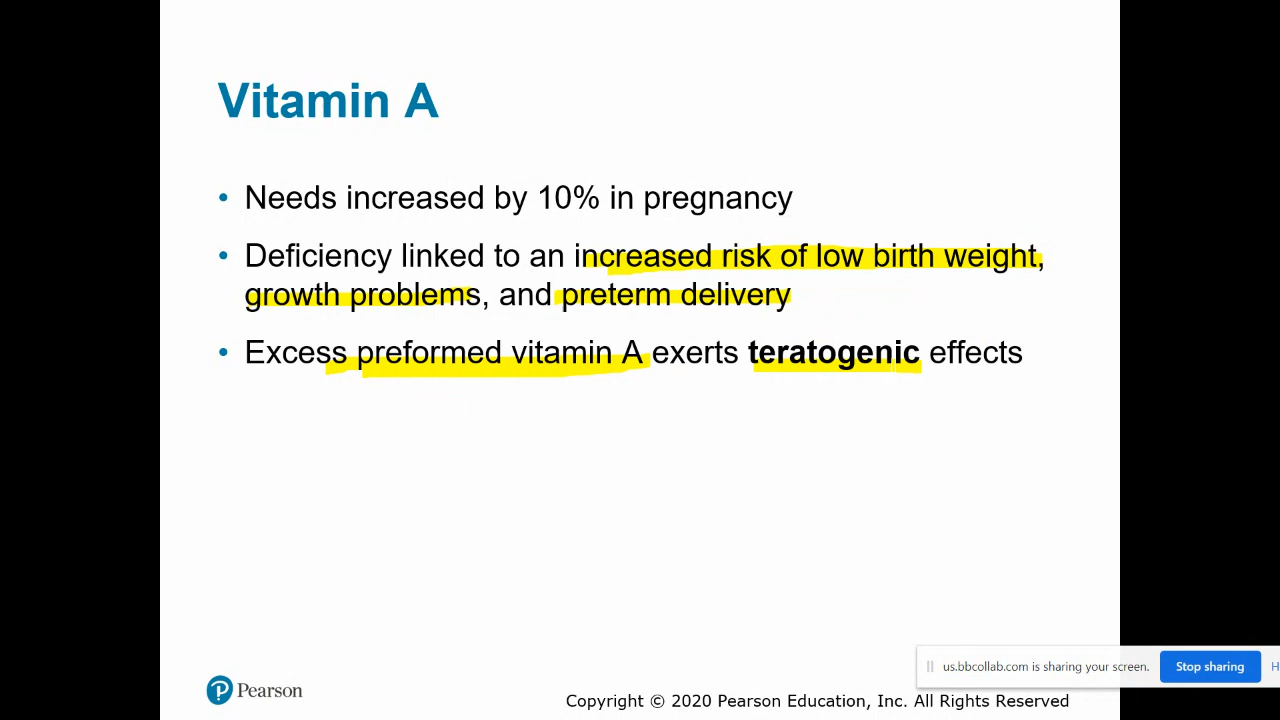 Vitamin A
• Needs increased by 10% in pregnancy
• Deficiency linked to an increased risk of low birth weight,
growth problems, and preterm delivery
• Excess preformed vitamin A exerts teratogenic effects
us.bbcollab.com is sharing your screen. Stop sharing H
P Pearson
Copyright © 2020 Pearson Education, Inc. All Rights Reserved